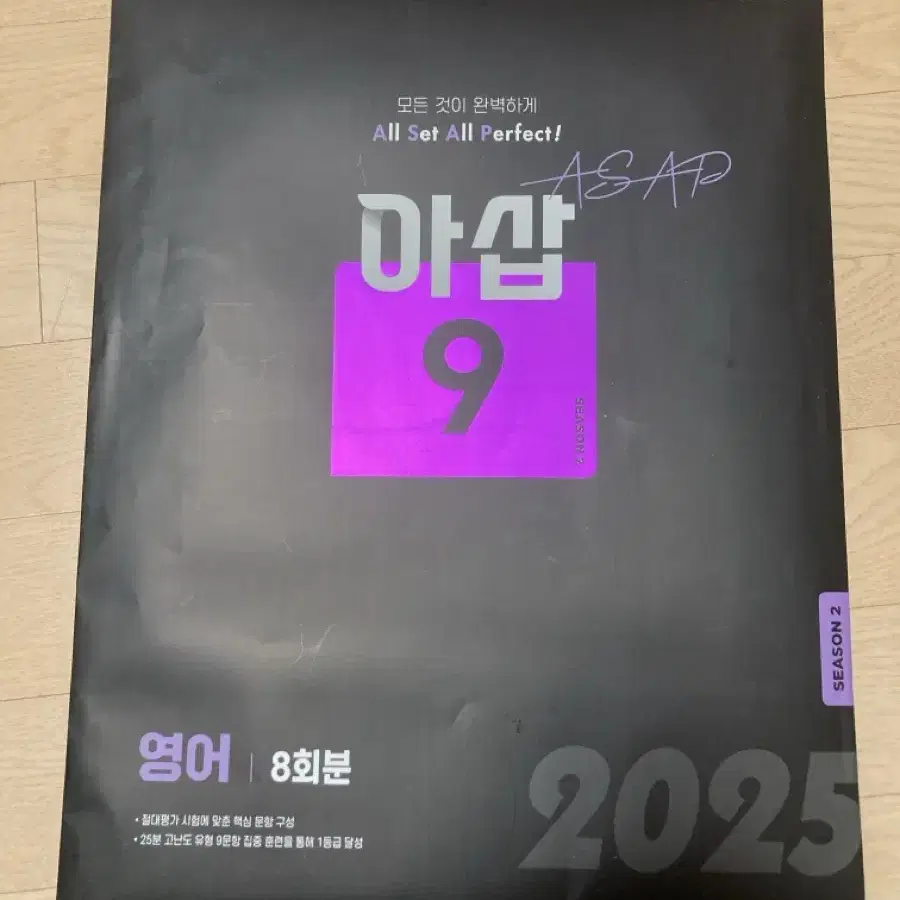 모든 것이 완벽하게
All Set All Perfect!
ASAP
아삽
9
SEASON 2
SEASON 2
영어 | 8회분
• 절대평가 시험에 맞춘 핵심 문항 구성
• 25분 고난도 유형 9문항 집중 훈련을 통해 1등급 달성
2025